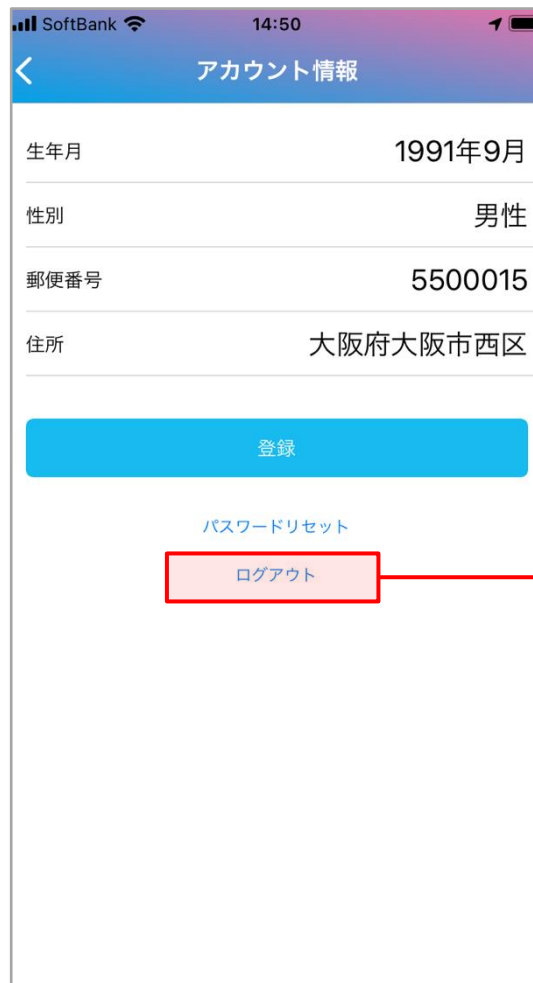 SoftBank 14:50
アカウント情報
生年月 1991年9月
性別 男性
郵便番号 5500015
住所 大阪府大阪市西区
登録
パスワードリセット
ログアウト